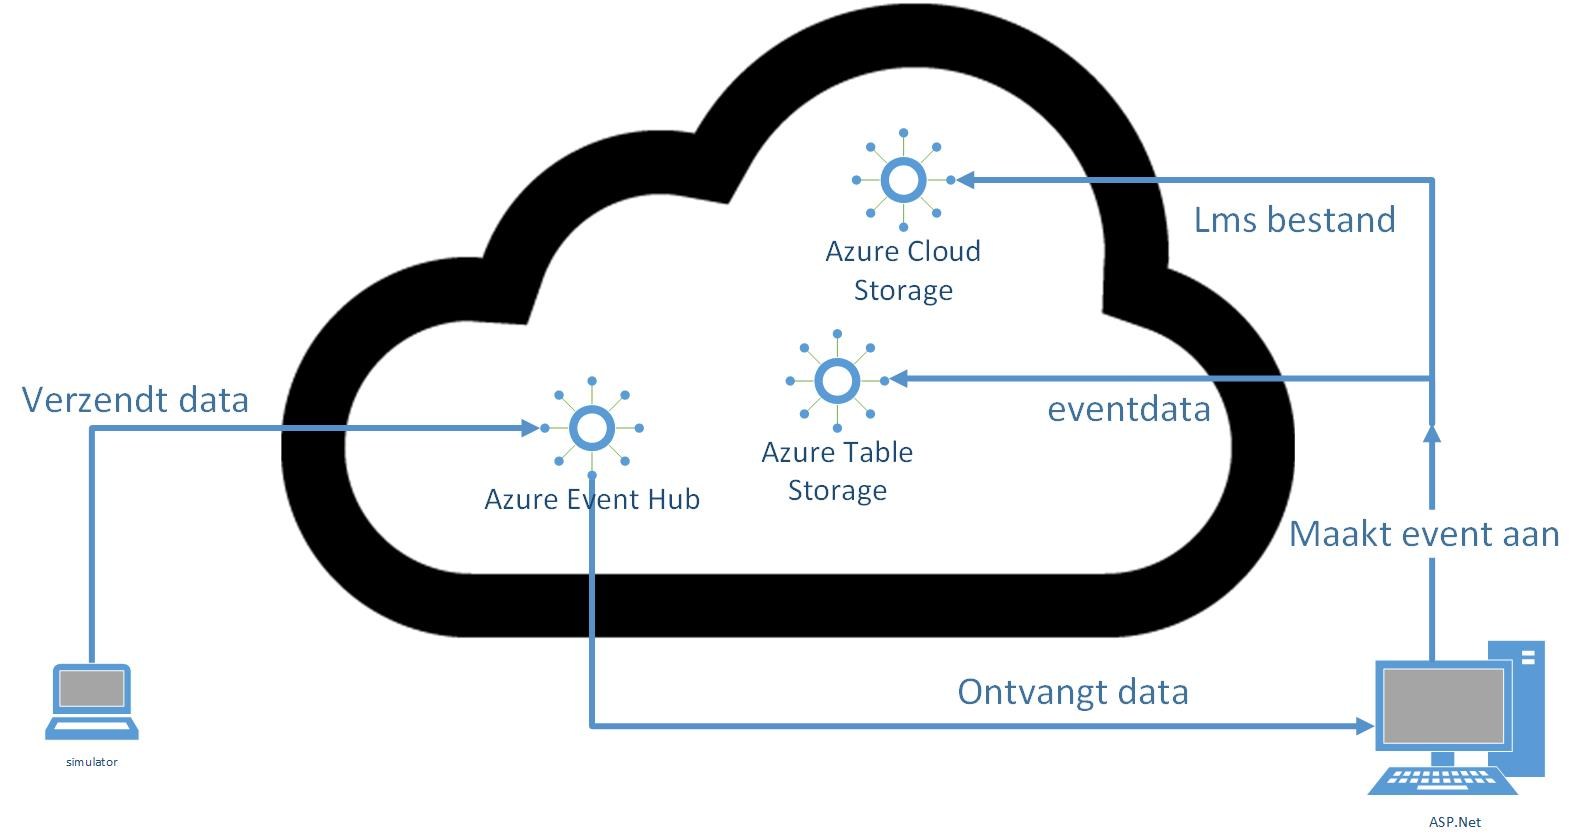 Azure Cloud
Storage
Lms bestand
Verzendt data
eventdata
Azure Table
Storage
Azure Event Hub
Maakt event aan
Ontvangt data
simulator
ASP.Net